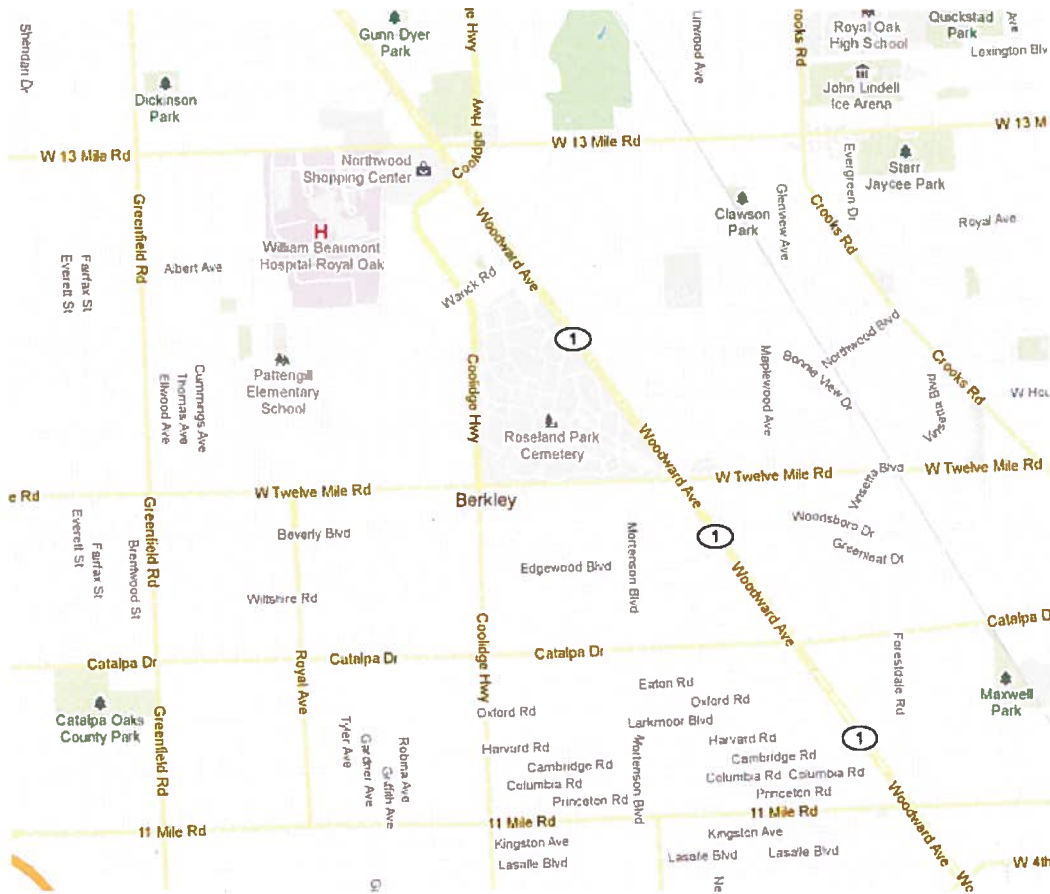 Sheridan Dr
Gunn Dyer
Park
ge Hwy
Linwood Ave
rooks Rd
Royal Oak
High School
Quickstad
Park
Ave
Lexington Blv
Dickinson
Park
John Lindell
Ice Arena
W 13 Mile Rd
Northwood
Shopping Center
Coolidge Hwy
W 13 Mile Rd
W 13 M
Evergreen Dr
Starr
Jaycee Park
Greenfield Rd
William Beaumont
Hospital Royal Oak
H
Woodward Ave
Clawson
Park
Glenview Ave
Crooks Rd
Royal Ave
Fairfax St
Everett St
Albert Ave
Warick Rd
1
Northwood Blvd
Bonnie View Dr
Maplewood Ave
Crooks Rd
Vinsetta Blvd
W Hou
Pattengill
Elementary
School
Cummings Ave
Thomas Ave
Ellwood Ave
Coolidge Hwy
Roseland Park
Cemetery
Woodward Ave
W Twelve Mile Rd
W Twelve Mile Rd
e Rd
W Twelve Mile Rd
Berkley
Vinsetta Blvd
Woodsboro Dr
Greenleaf Dr
Everett St
Fairfax St
Brentwood St
Greenfield Rd
Beverly Blvd
Edgewood Blvd
Mortenson Blvd
1
Woodward Ave
Wiltshire Rd
Coolidge Hwy
Catalpa D
Catalpa Dr
Royal Ave
Catalpa Dr
Catalpa Dr
Forestdale Rd
Eaton Rd
Oxford Rd
Oxford Rd
Larkmoor Blvd
Maxwell
Park
Catalpa Oaks
County Park
Greenfield Rd
Tyler Ave
Gardner Ave
Griffith Ave
Robina Ave
Harvard Rd
Cambridge Rd
Columbia Rd
Princeton Rd
Mortenson Blvd
Harvard Rd
Cambridge Rd
Columbia Rd
Columbia Rd
Princeton Rd
1
Woodward Ave
11 Mile Rd
11 Mile Rd
11 Mile Rd
Kingston Ave
Lasalle Blvd
Kingston Ave
Lasalle Blvd
Lasalle Blvd
W 4th
Wo
Ne
Gr